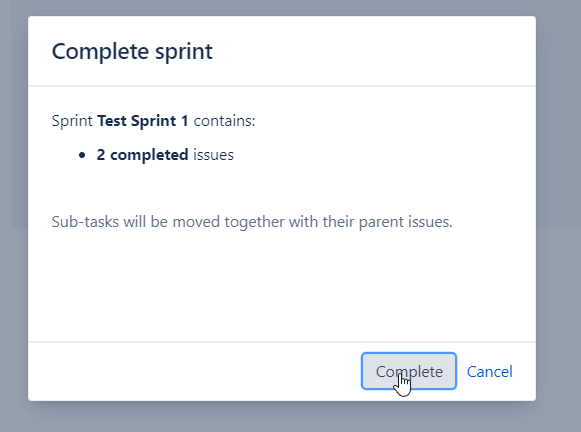 Complete sprint
Sprint Test Sprint 1 contains:
2 completed issues
Sub-tasks will be moved together with their parent issues.
Complete Cancel